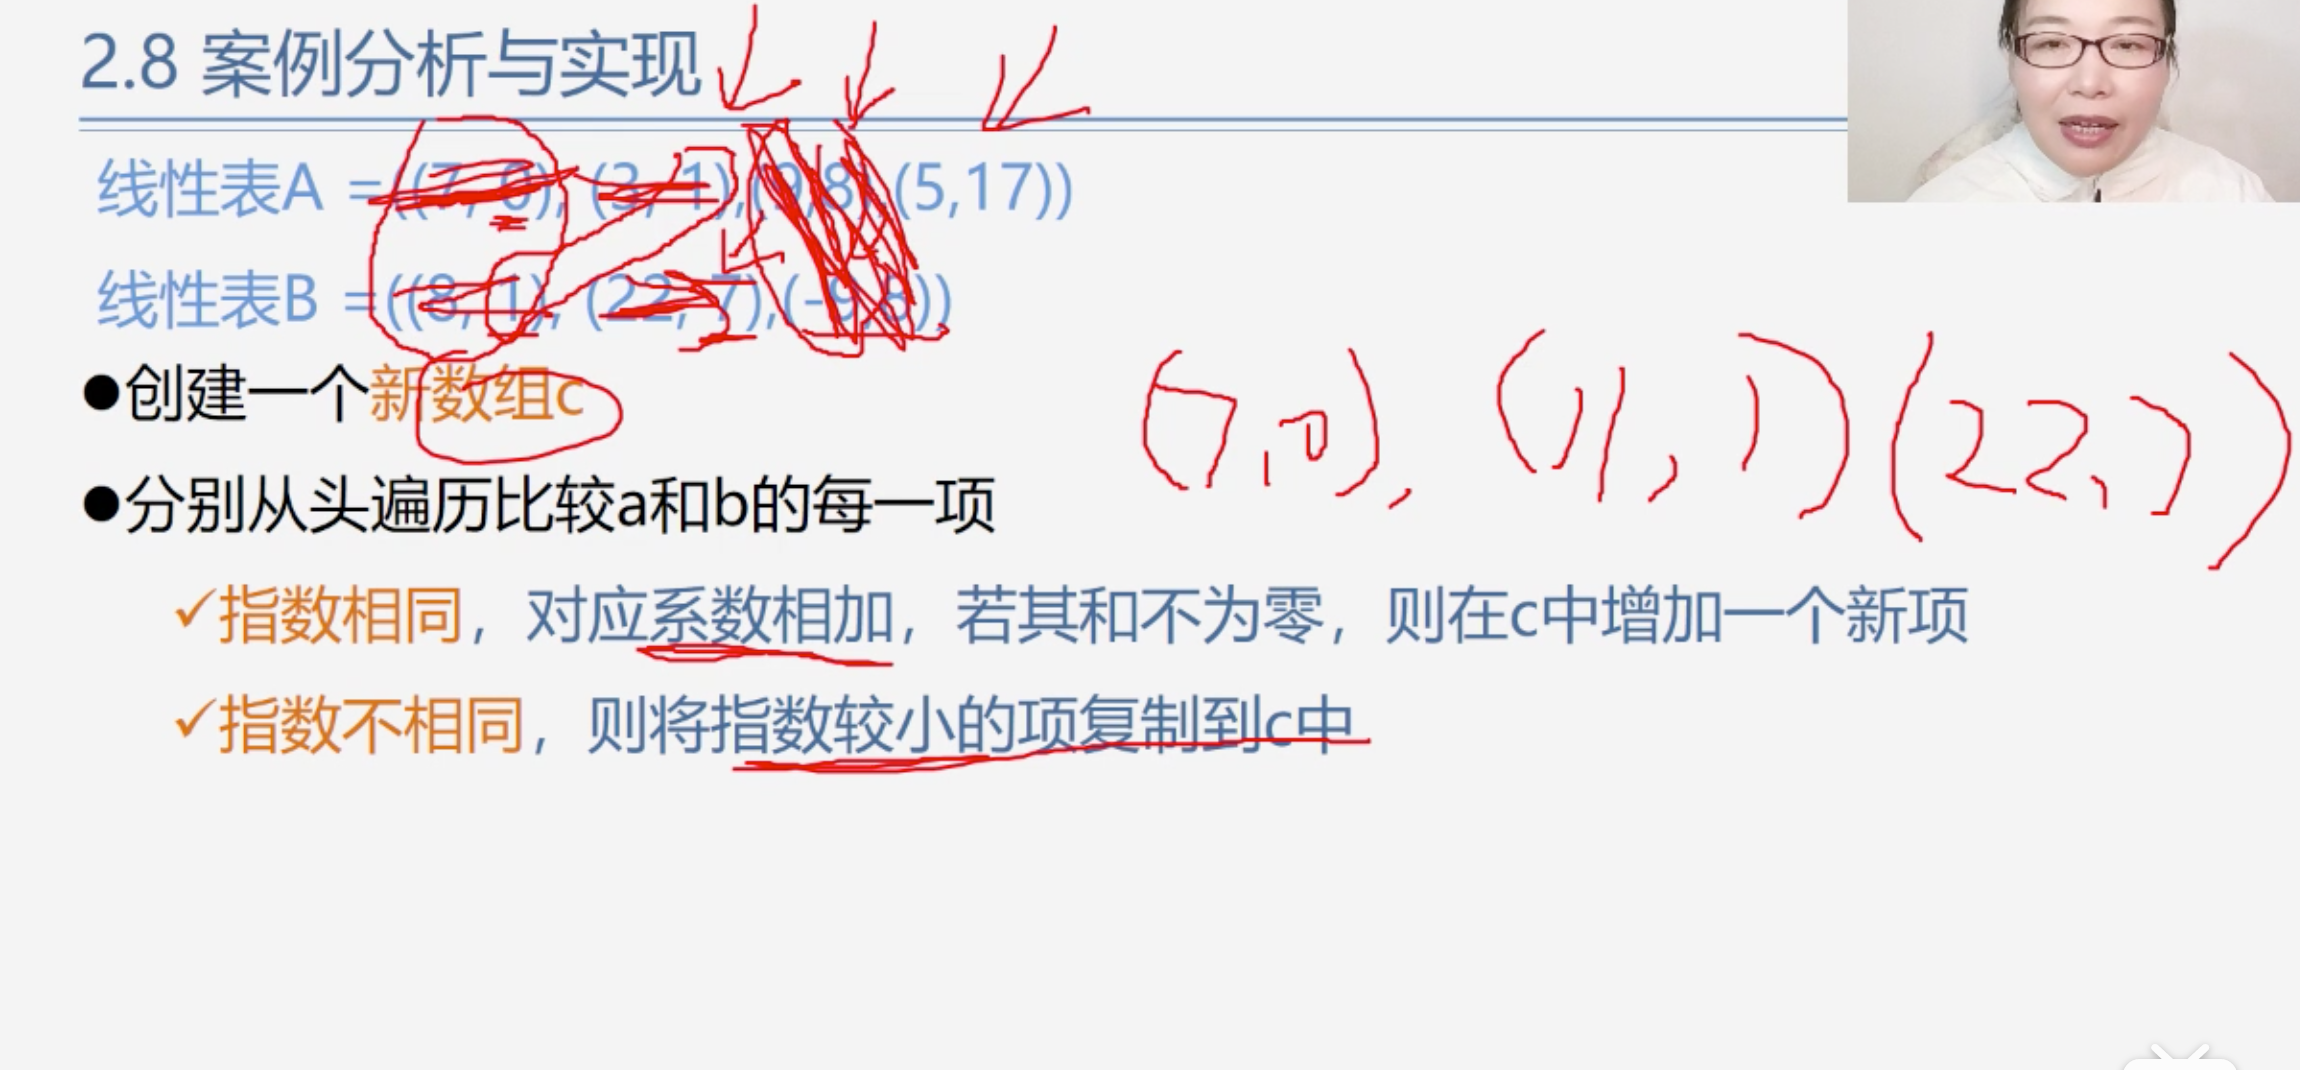 2.8 案例分析与实现
线性表A =((7, 0), (3, 1),(9,8),(5,17))
线性表B =((8, 1), (22, 7),(-9,8))
●创建一个新数组c
(7,0), (11,1) (22,7)
●分别从头遍历比较a和b的每一项
✓指数相同，对应系数相加，若其和不为零，则在c中增加一个新项
✓指数不相同，则将指数较小的项复制到c中